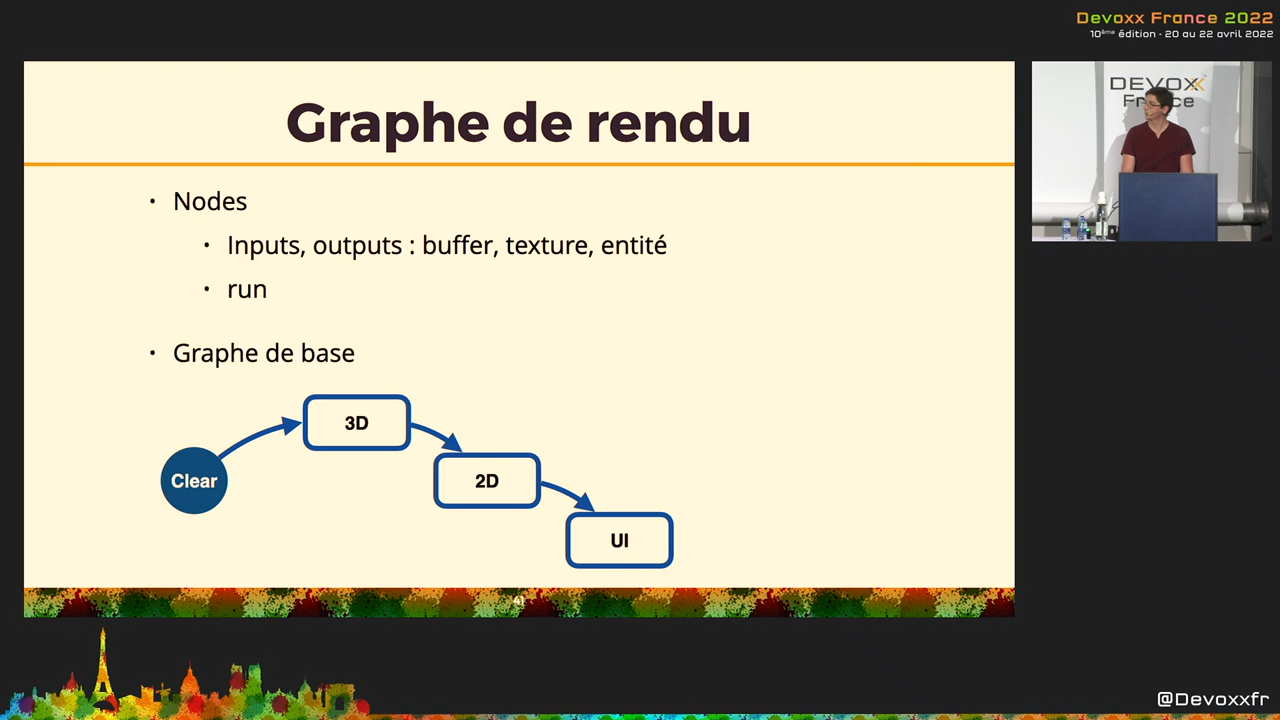 Devoxx France 2022
10ème édition - 20 au 22 avril 2022
Graphe de rendu
• Nodes
• Inputs, outputs : buffer, texture, entité
• run
• Graphe de base
3D
Clear
2D
UI
41
DEVOXX
France
@Devoxxfr